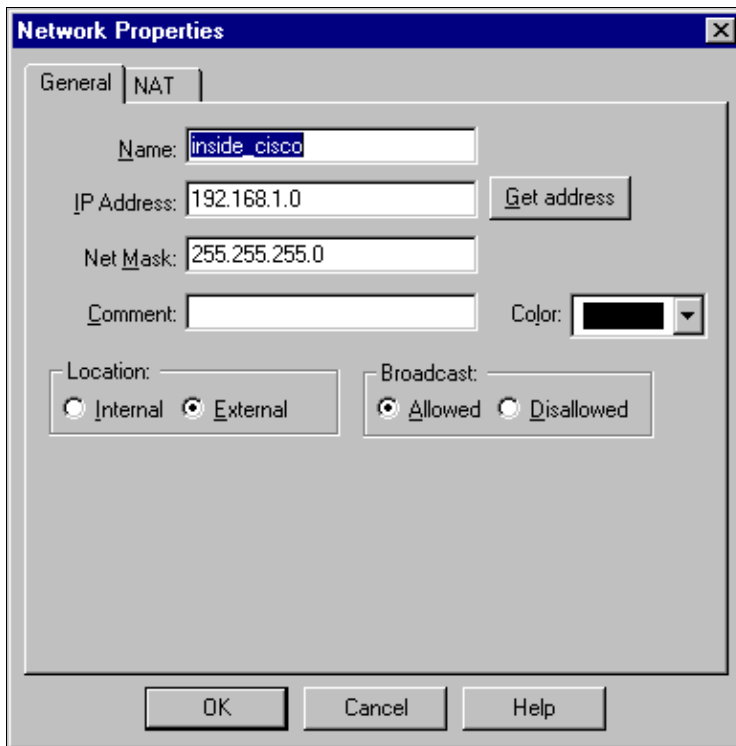 Network Properties
General NAT
Name: inside_cisco
IP Address: 192.168.1.0 Get address
Net Mask: 255.255.255.0
Comment: Color:
Location: Broadcast:
Internal External Allowed Disallowed
OK Cancel Help